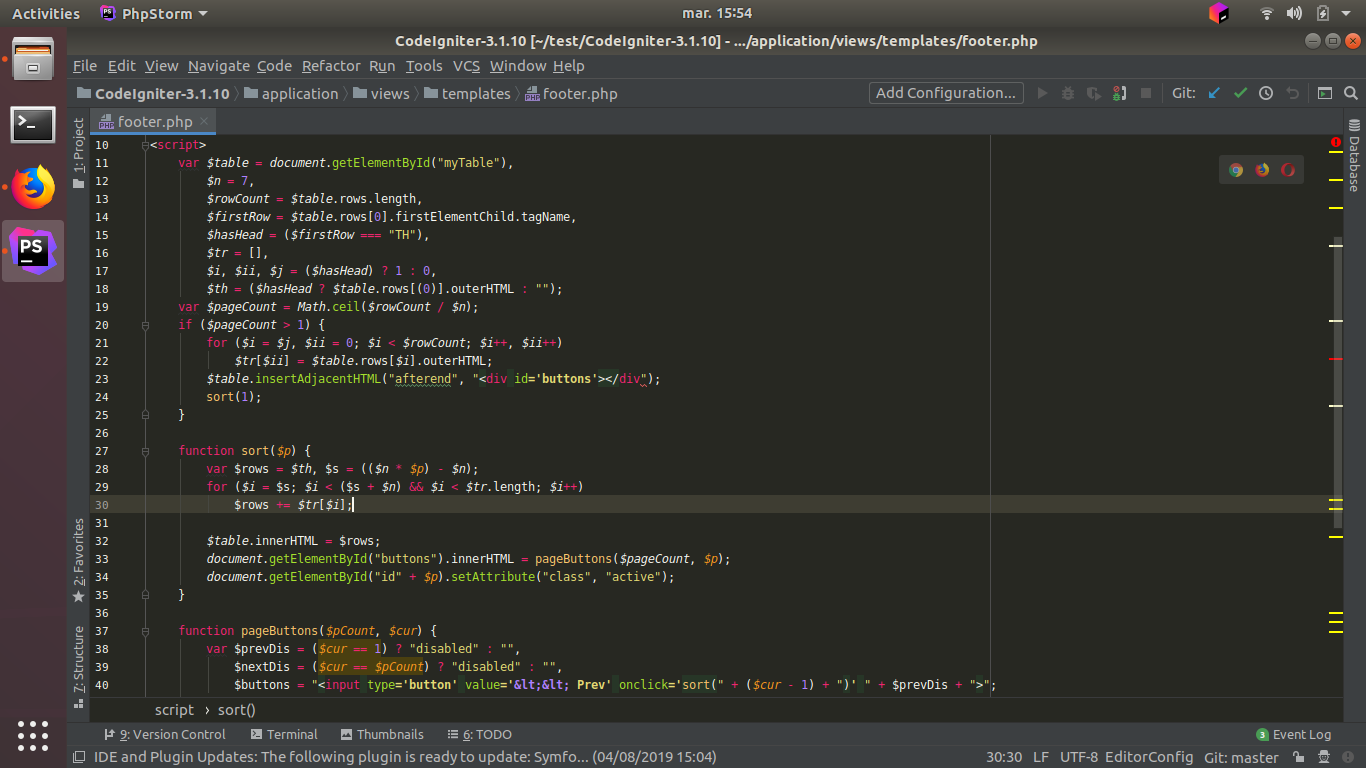 Activities PhpStorm mar. 15:54
CodeIgniter-3.1.10 [~/test/CodeIgniter-3.1.10] - .../application/views/templates/footer.php
File Edit View Navigate Code Refactor Run Tools VCS Window Help
CodeIgniter-3.1.10 application views templates footer.php Add Configuration... Git:
footer.php
1: Project
Database
10 <script>
11 var $table = document.getElementById("myTable"),
12 $n = 7,
13 $rowCount = $table.rows.length,
14 $firstRow = $table.rows[0].firstElementChild.tagName,
15 $hasHead = ($firstRow === "TH"),
16 $tr = [],
17 $i, $ii, $j = ($hasHead) ? 1 : 0,
18 $th = ($hasHead ? $table.rows[(0)].outerHTML : "");
19 var $pageCount = Math.ceil($rowCount / $n);
20 if ($pageCount > 1) {
21 for ($i = $j, $ii = 0; $i < $rowCount; $i++, $ii++)
22 $tr[$ii] = $table.rows[$i].outerHTML;
23 $table.insertAdjacentHTML("afterend", "<div id='buttons'></div");
24 sort(1);
25 }
26
27 function sort($p) {
28 var $rows = $th, $s = (($n * $p) - $n);
29 for ($i = $s; $i < ($s + $n) && $i < $tr.length; $i++)
30 $rows += $tr[$i];
31
32 $table.innerHTML = $rows;
33 document.getElementById("buttons").innerHTML = pageButtons($pageCount, $p);
34 document.getElementById("id" + $p).setAttribute("class", "active");
35 }
36
37 function pageButtons($pCount, $cur) {
38 var $prevDis = ($cur == 1) ? "disabled" : "",
39 $nextDis = ($cur == $pCount) ? "disabled" : "",
40 $buttons = "<input type='button' value='&lt;&lt; Prev' onclick='sort(" + ($cur - 1) + ")' " + $prevDis + ">";
2: Favorites
7: Structure
script › sort()
9: Version Control Terminal Thumbnails 6: TODO 3 Event Log
IDE and Plugin Updates: The following plugin is ready to update: Symfo... (04/08/2019 15:04) 30:30 LF UTF-8 EditorConfig Git: master